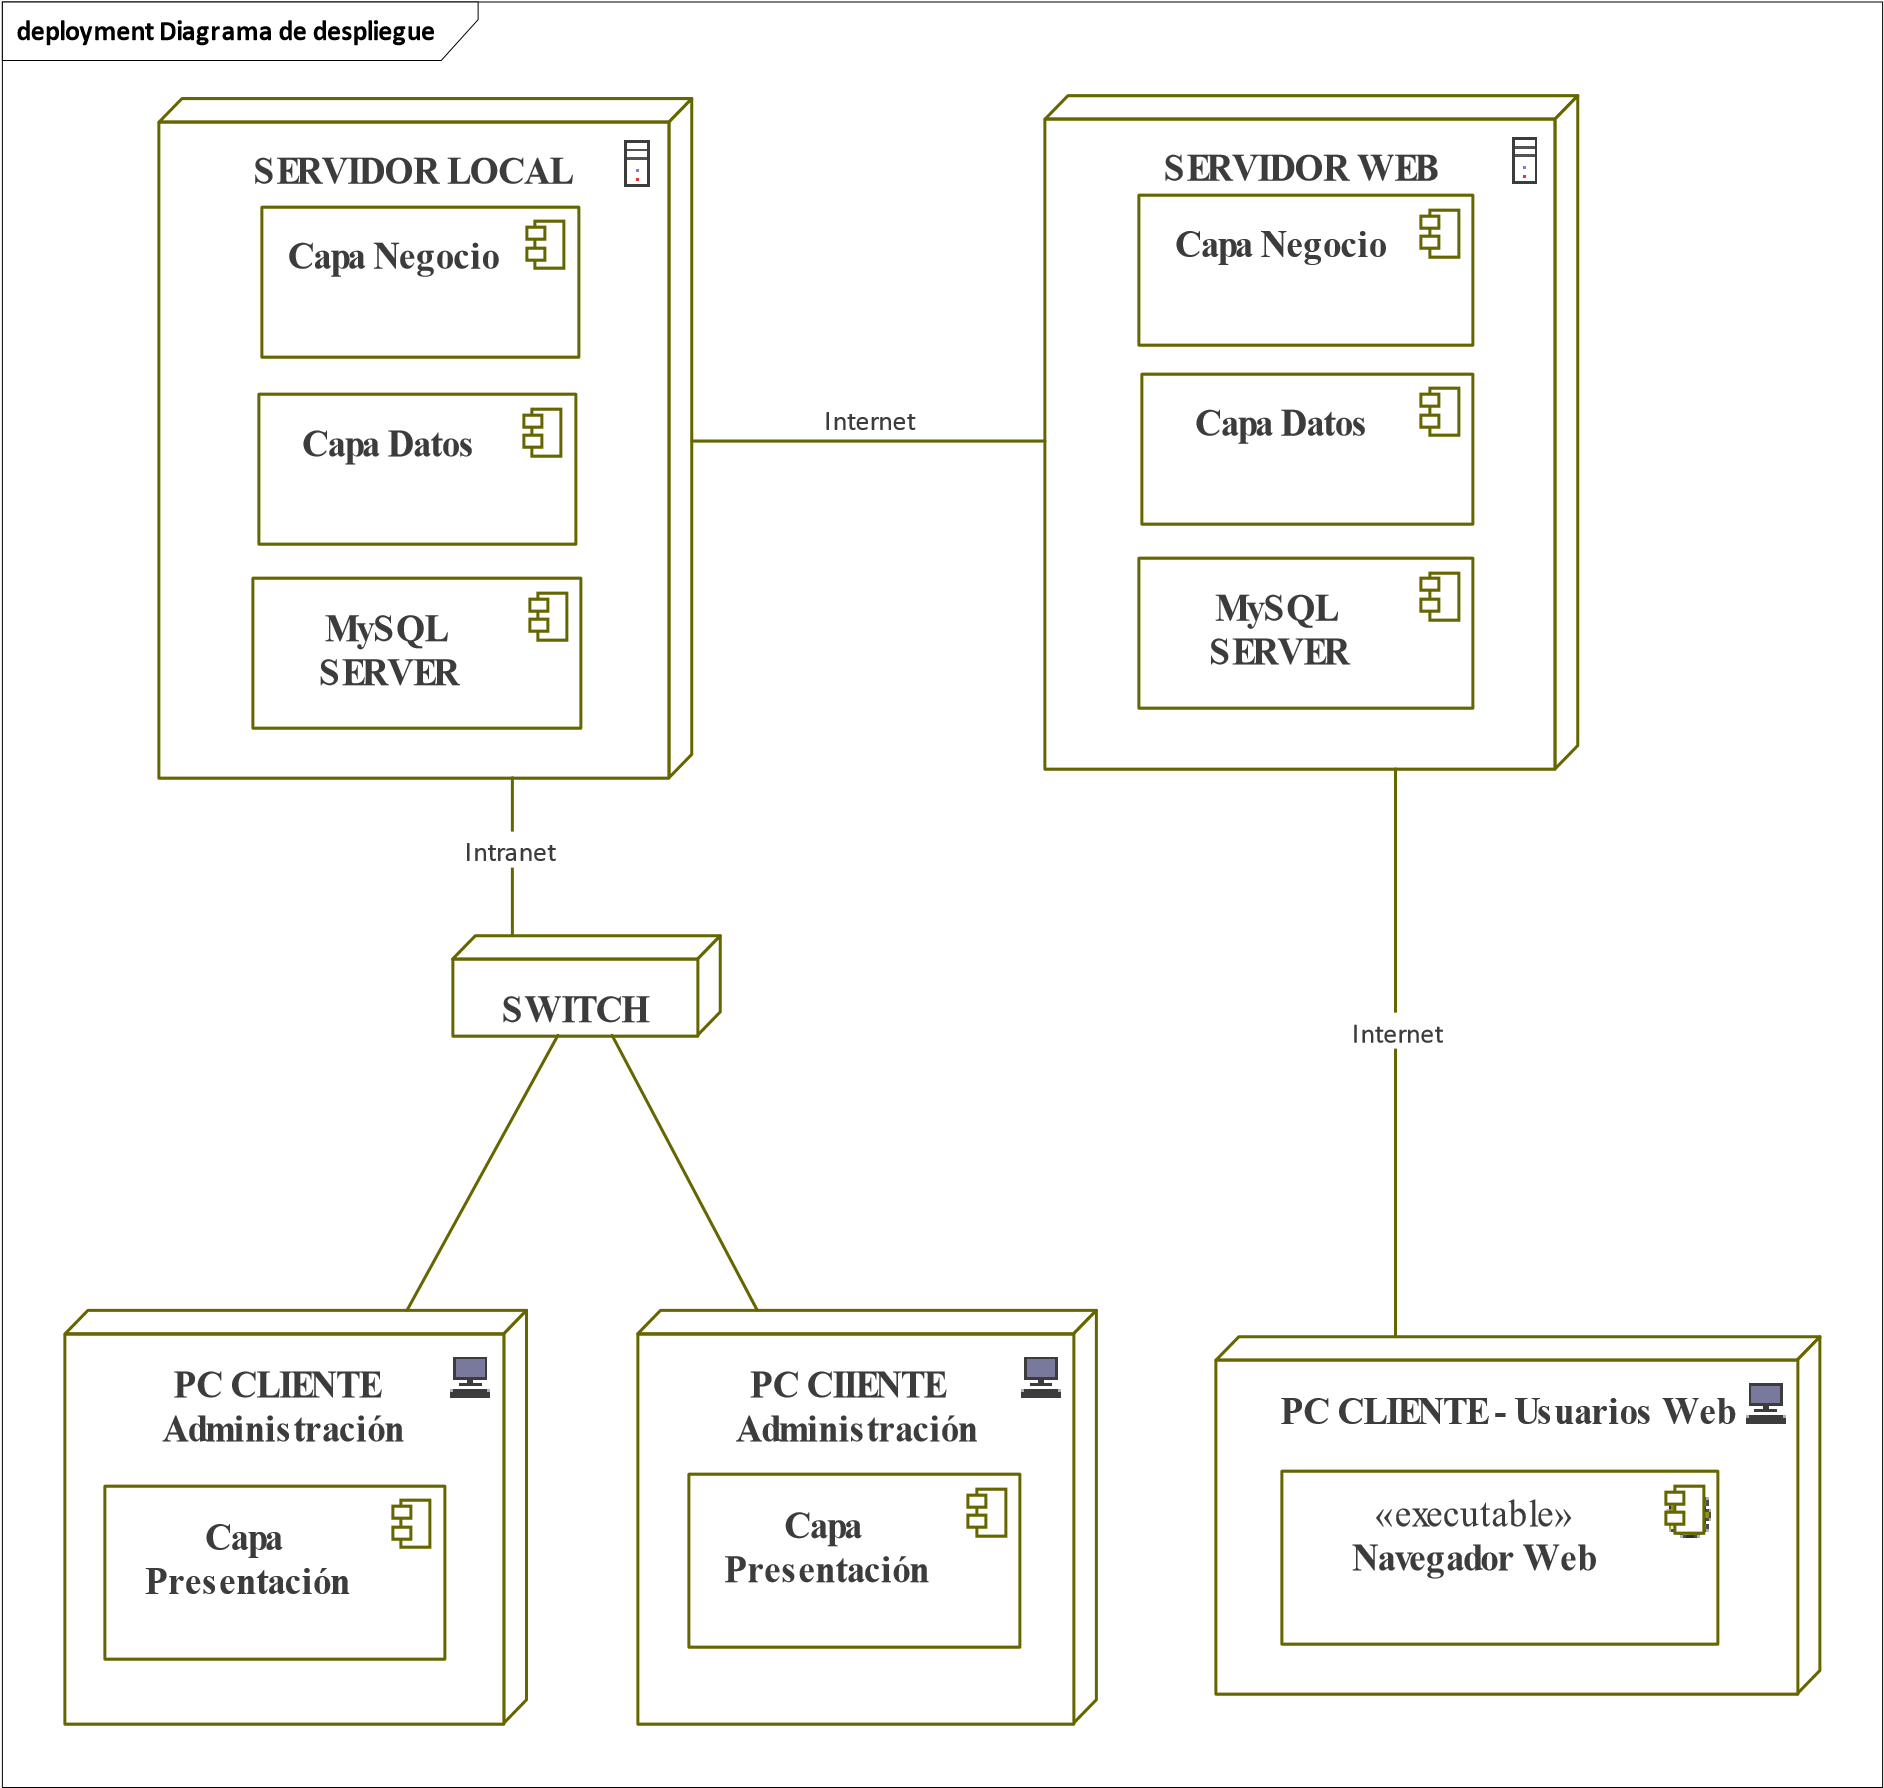 deployment Diagrama de despliegue
SERVIDOR LOCAL
Capa Negocio
Capa Datos
MySQL
SERVER
Internet
SERVIDOR WEB
Capa Negocio
Capa Datos
MySQL
SERVER
Intranet
SWITCH
Internet
PC CLIENTE
Administración
Capa
Presentación
PC CIIENTE
Administración
Capa
Presentación
PC CLIENTE - Usuarios Web
«executable»
Navegador Web